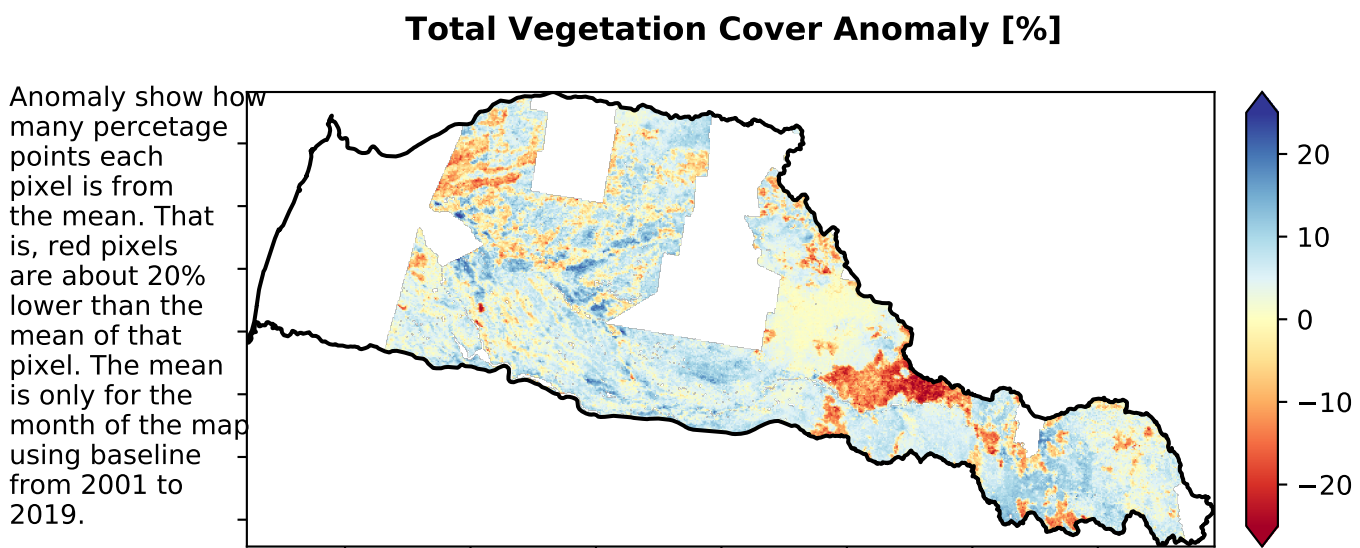 Total Vegetation Cover Anomaly [%]
Anomaly show how
many percetage
points each
pixel is from
the mean. That
is, red pixels
are about 20%
lower than the
mean of that
pixel. The mean
is only for the
month of the map
using baseline
from 2001 to
2019.
20
10
0
−10
−20